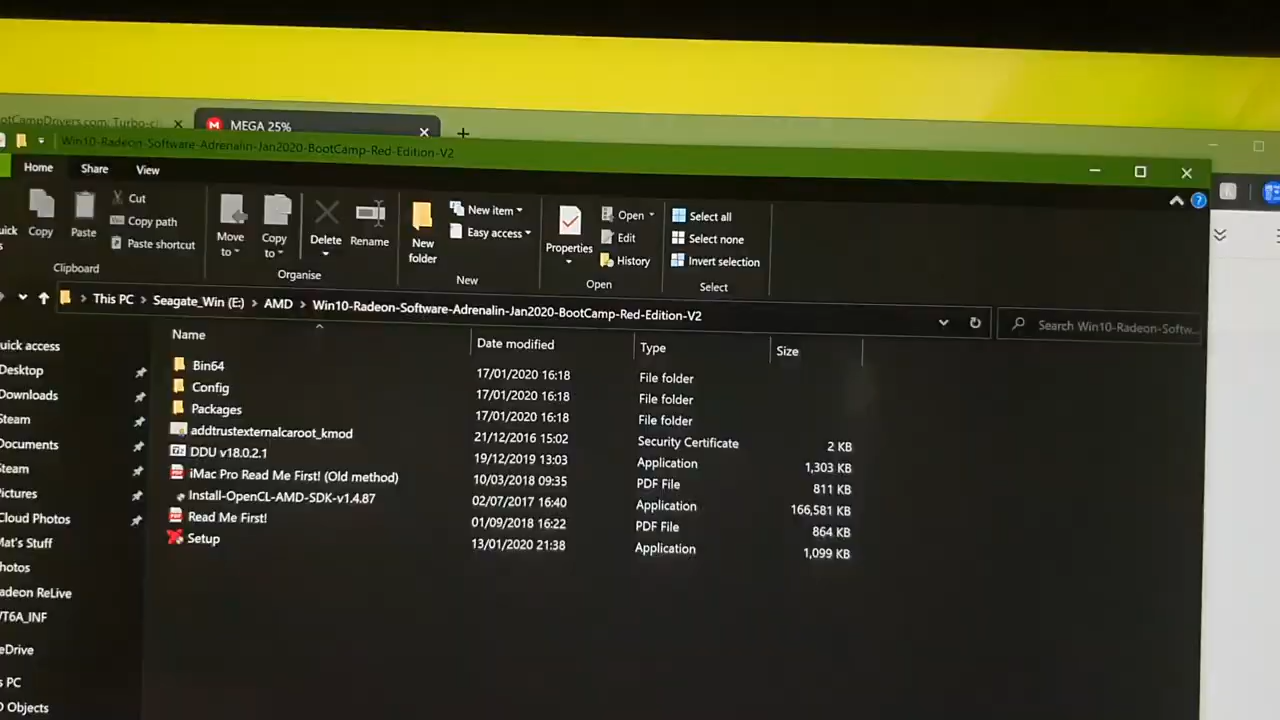 otCampDrivers.com: Turbo-cl
MEGA 25%
Win10-Radeon-Software-Adrenalin-Jan2020-BootCamp-Red-Edition-V2
Home Share View
Copy
Paste
Cut
Copy path
Paste shortcut
Clipboard
Move to
Copy to
Delete
Rename
Organise
New folder
New item
Easy access
New
Properties
Open
Edit
History
Open
Select all
Select none
Invert selection
Select
This PC > Seagate_Win (E:) > AMD > Win10-Radeon-Software-Adrenalin-Jan2020-BootCamp-Red-Edition-V2
Search Win10-Radeon-Softw...
Name Date modified Type Size
Bin64 17/01/2020 16:18 File folder
Config 17/01/2020 16:18 File folder
Packages 17/01/2020 16:18 File folder
addtrustexternalcaroot_kmod 21/12/2016 15:02 Security Certificate 2 KB
DDU v18.0.2.1 19/12/2019 13:03 Application 1,303 KB
iMac Pro Read Me First! (Old method) 10/03/2018 09:35 PDF File 811 KB
Install-OpenCL-AMD-SDK-v1.4.87 02/07/2017 16:40 Application 166,581 KB
Read Me First! 01/09/2018 16:22 PDF File 864 KB
Setup 13/01/2020 21:38 Application 1,099 KB
uick access
Desktop
Downloads
Steam
Documents
Steam
Pictures
Cloud Photos
Mat's Stuff
Photos
adeon ReLive
VT6A_INF
eDrive
s PC
D Objects